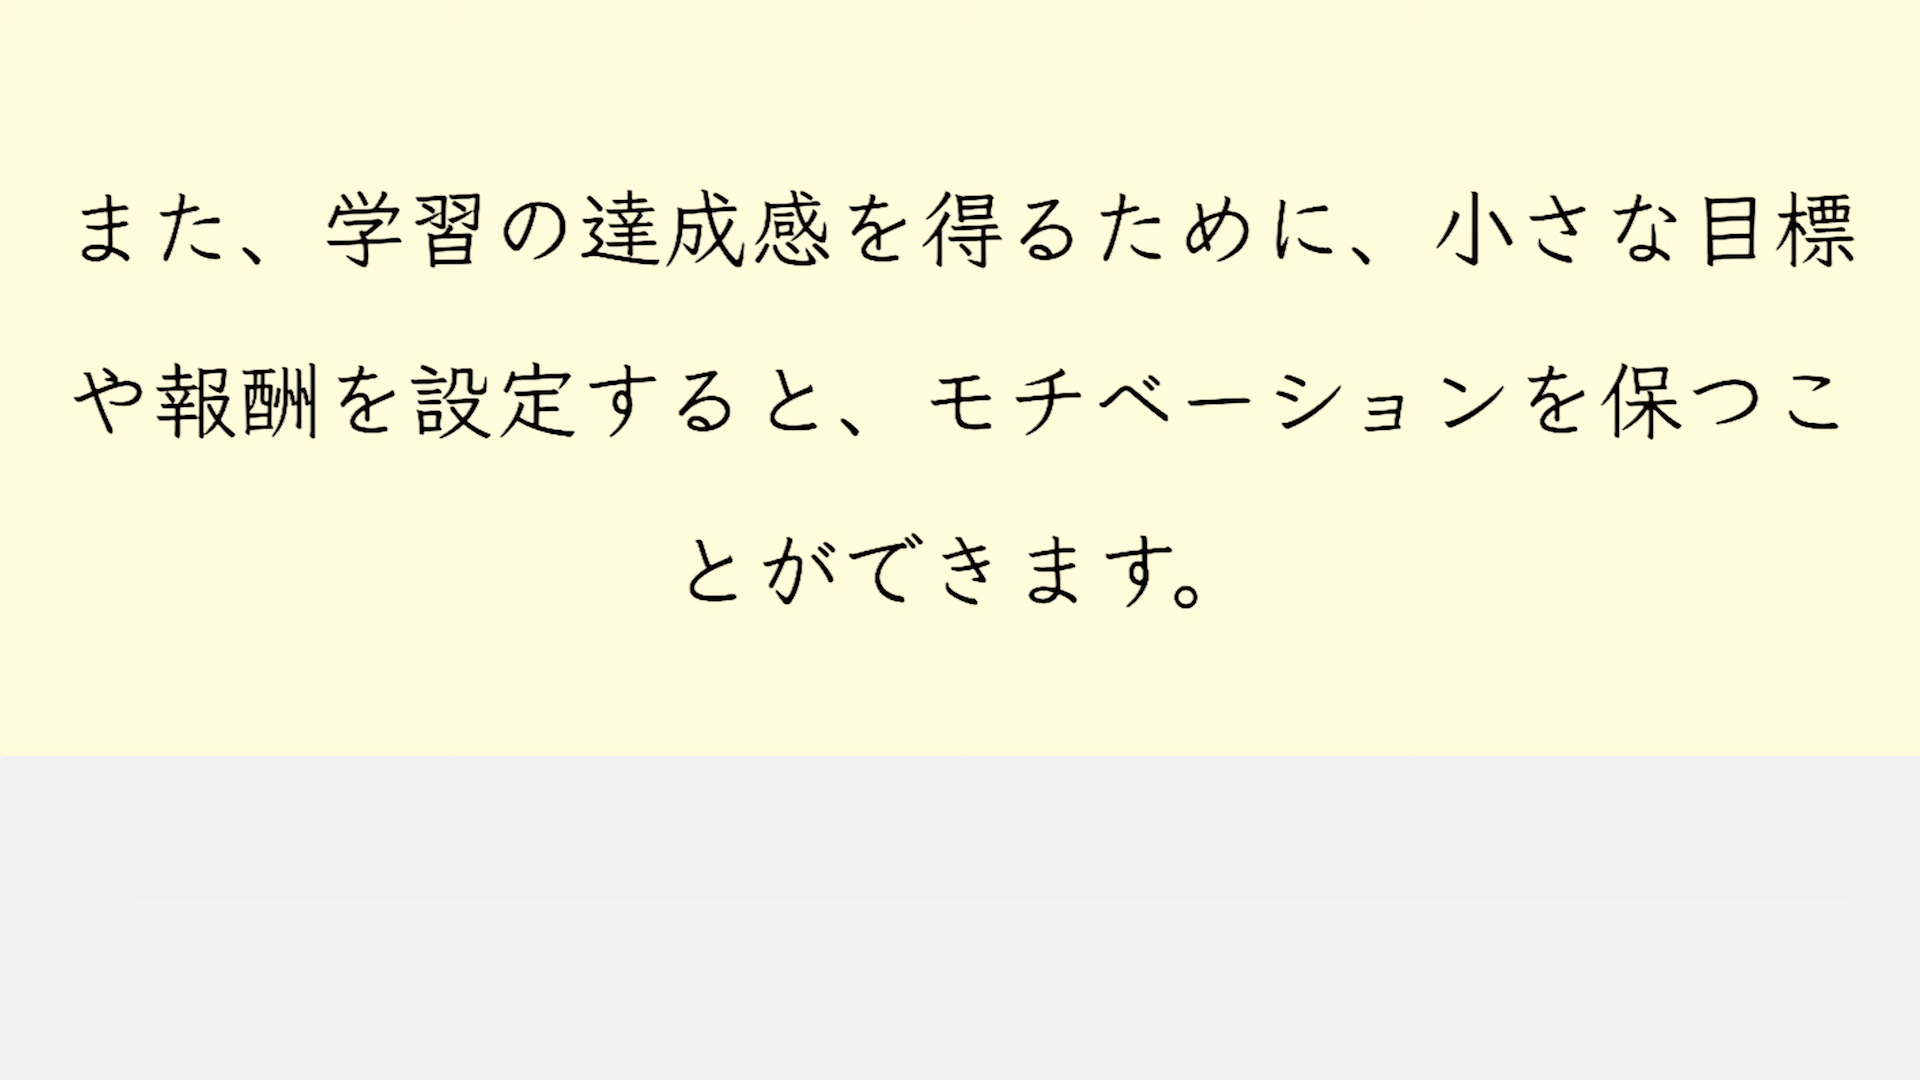 また、学習の達成感を得るために、小さな目標
や報酬を設定すると、モチベーションを保つこ
とができます。